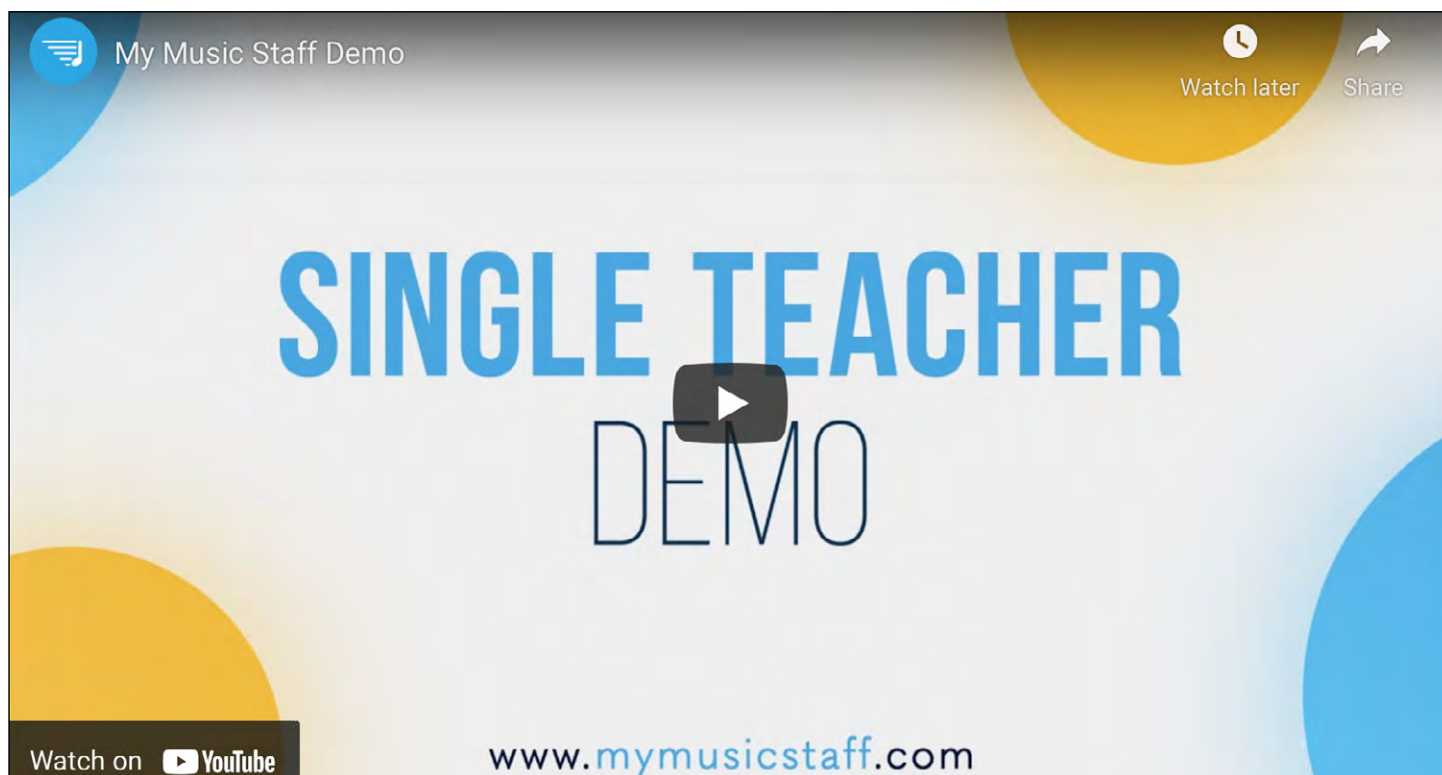 My Music Staff Demo
Watch later
Share
SINGLE TEACHER
DEMO
www.mymusicstaff.com
Watch on YouTube